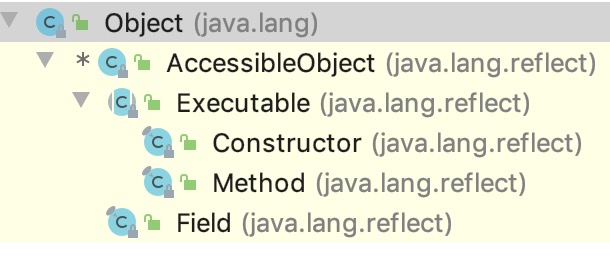 Object (java.lang)
* AccessibleObject (java.lang.reflect)
Executable (java.lang.reflect)
Constructor (java.lang.reflect)
Method (java.lang.reflect)
Field (java.lang.reflect)